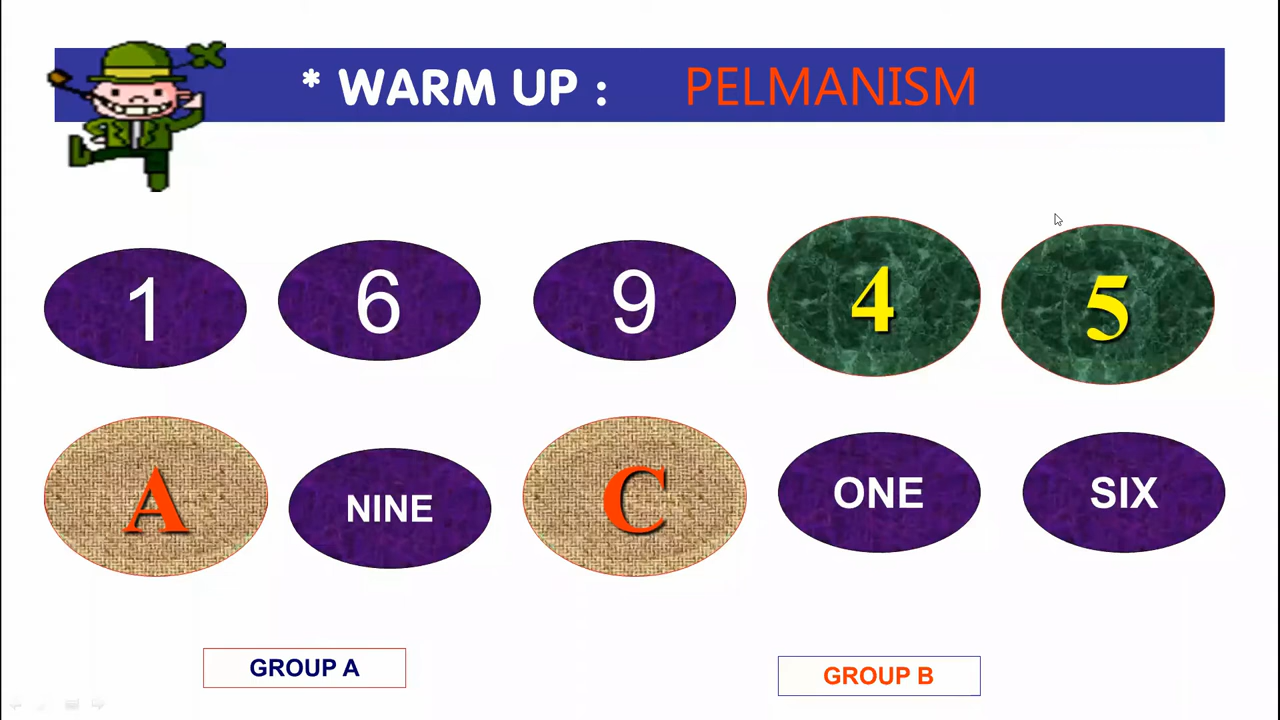 * WARM UP : PELMANISM
1 6 9 4 5
A NINE C ONE SIX
GROUP A GROUP B